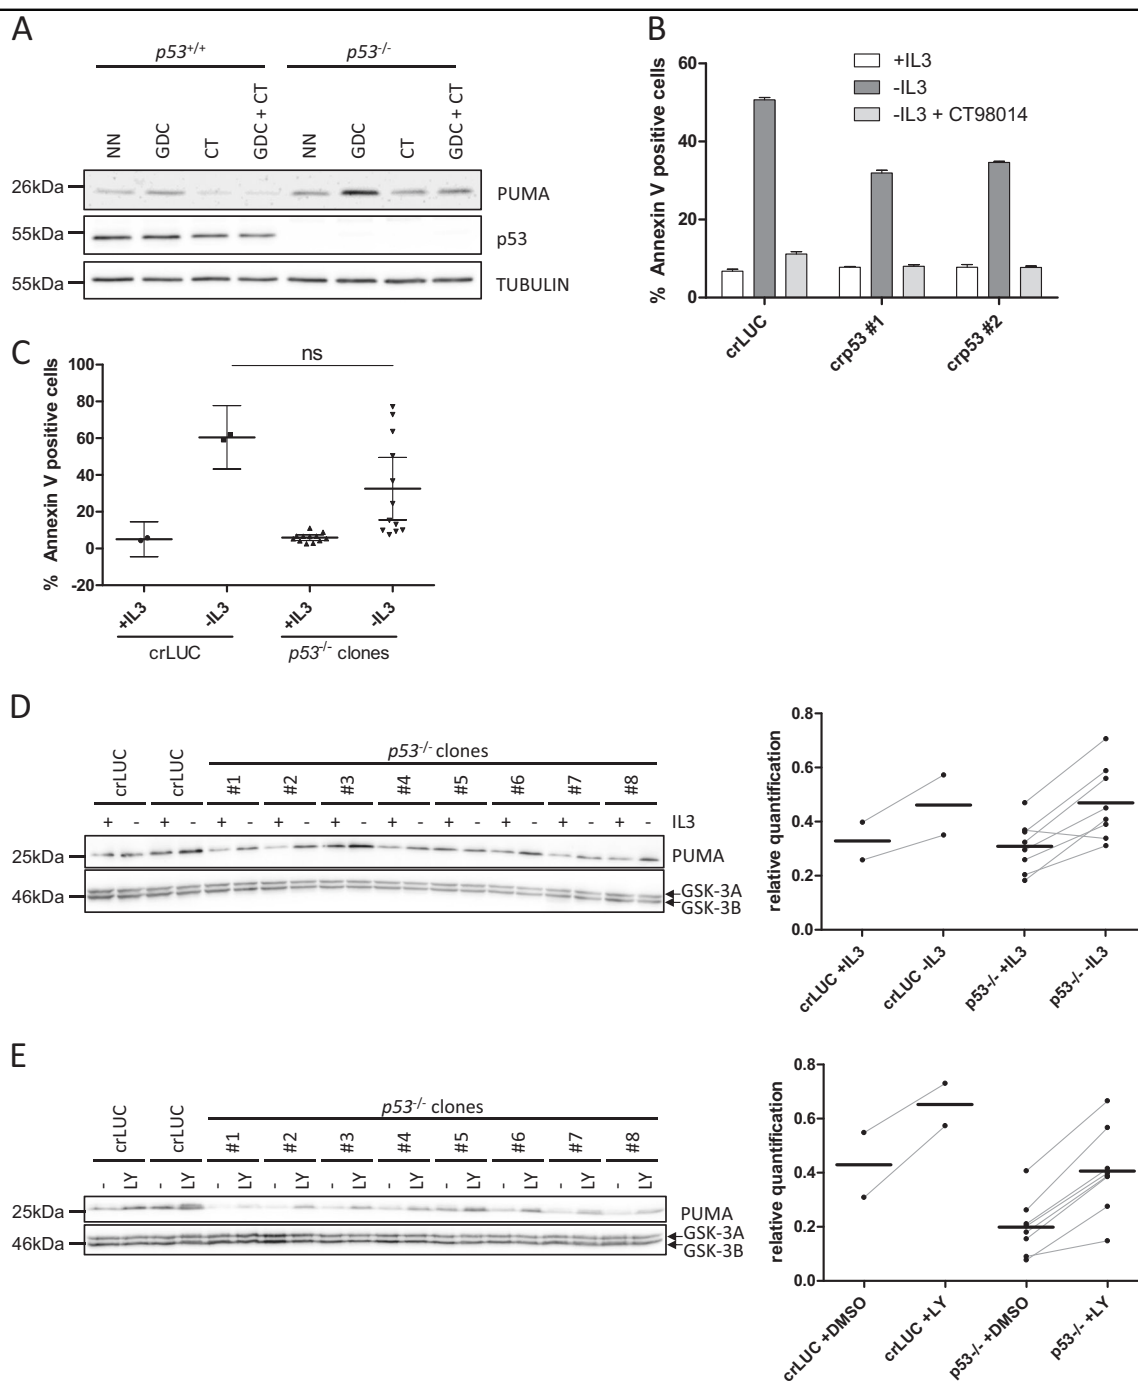 A
p53+/+
p53-/-
NN
GDC
CT
GDC + CT
NN
GDC
CT
GDC + CT
26kDa
PUMA
55kDa
p53
55kDa
TUBULIN
B
+IL3
-IL3
-IL3 + CT98014
% Annexin V positive cells
60
40
20
0
crLUC
crp53 #1
crp53 #2
C
ns
% Annexin V positive cells
100
80
60
40
20
0
-20
+IL3
-IL3
+IL3
-IL3
crLUC
p53-/- clones
D
p53-/- clones
crLUC
crLUC
#1
#2
#3
#4
#5
#6
#7
#8
+ - + - + - + - + - + - + - + - + - + - IL3
25kDa
PUMA
46kDa
GSK-3A
GSK-3B
relative quantification
0.8
0.6
0.4
0.2
0.0
crLUC +IL3
crLUC -IL3
p53-/- +IL3
p53-/- -IL3
E
p53-/- clones
crLUC
crLUC
#1
#2
#3
#4
#5
#6
#7
#8
- LY - LY - LY - LY - LY - LY - LY - LY - LY - LY
25kDa
PUMA
46kDa
GSK-3A
GSK-3B
relative quantification
0.8
0.6
0.4
0.2
0.0
crLUC +DMSO
crLUC +LY
p53-/- +DMSO
p53-/- +LY